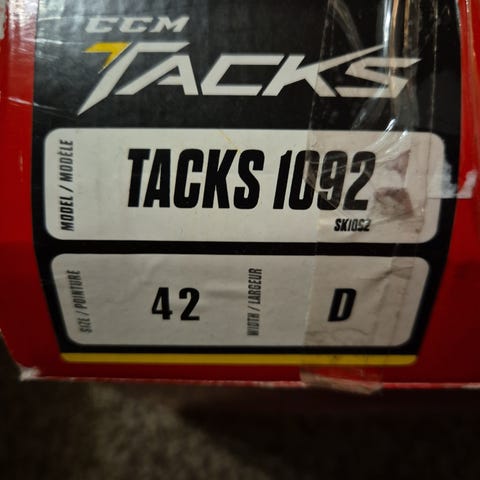 CCM
TACKS
MODEL / MODÈLE
TACKS 1092
SK1092
SIZE / POINTURE
42
WIDTH / LARGEUR
D